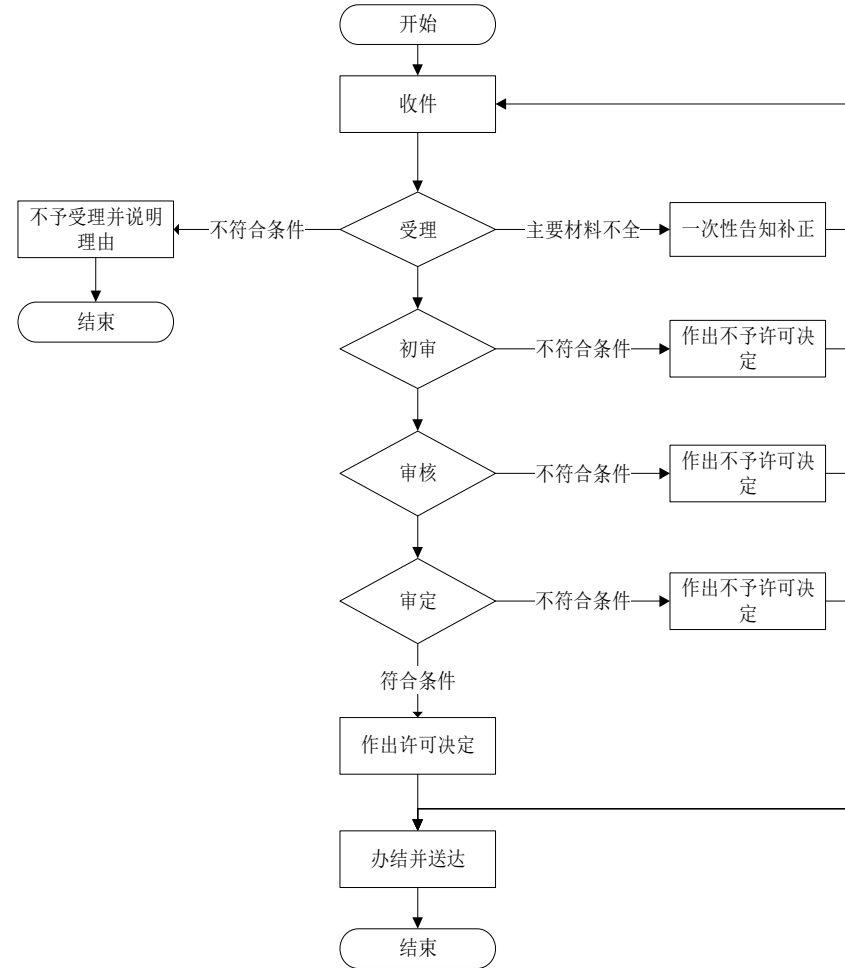 开始
收件
不予受理并说明
理由
不符合条件
受理
主要材料不全
一次性告知补正
结束
初审
不符合条件
作出不予许可决
定
审核
不符合条件
作出不予许可决
定
审定
不符合条件
作出不予许可决
定
符合条件
作出许可决定
办结并送达
结束